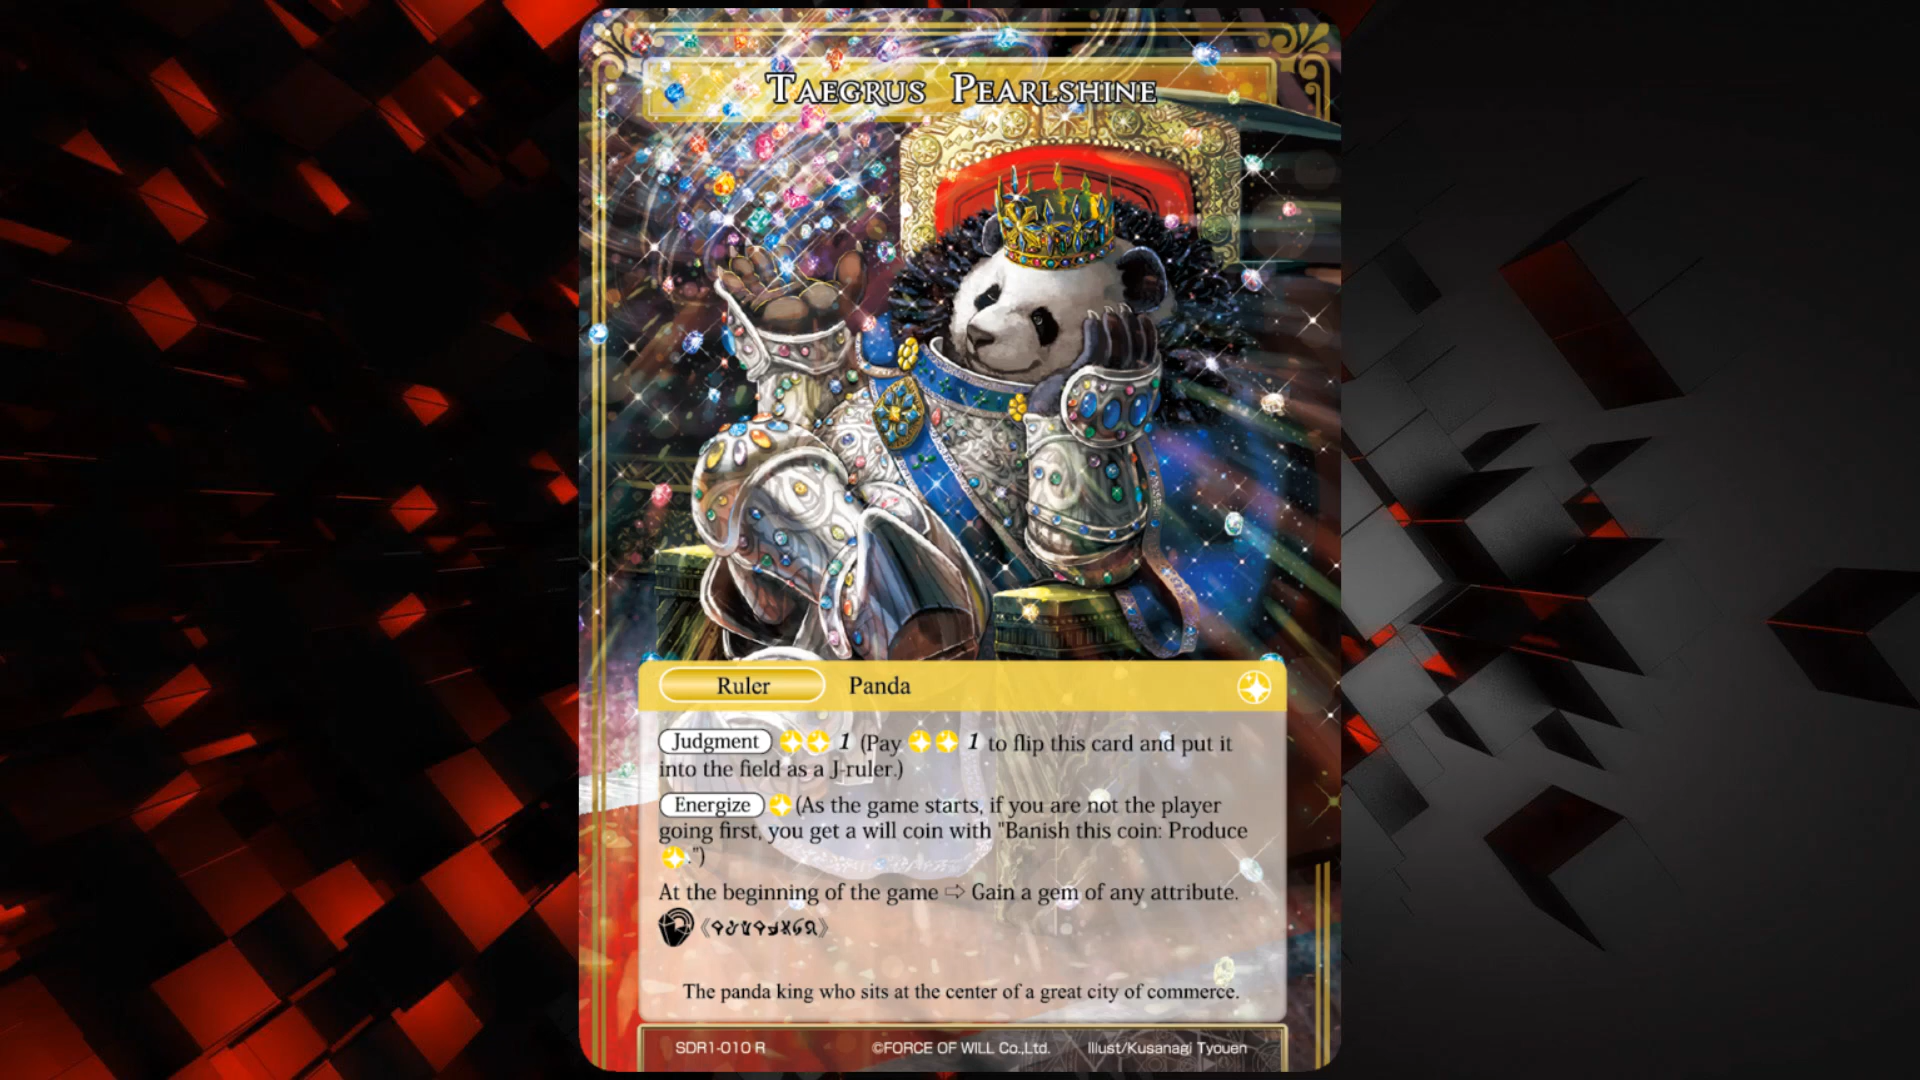 Taegrus Pearlshine
Ruler Panda
Judgment 1 (Pay 1 to flip this card and put it
into the field as a J-ruler.)
Energize (As the game starts, if you are not the player
going first, you get a will coin with "Banish this coin: Produce
.")
At the beginning of the game ⇨ Gain a gem of any attribute.
The panda king who sits at the center of a great city of commerce.
SDR1-010 R ©FORCE OF WILL Co.,Ltd. Illust/Kusanagi Tyouen